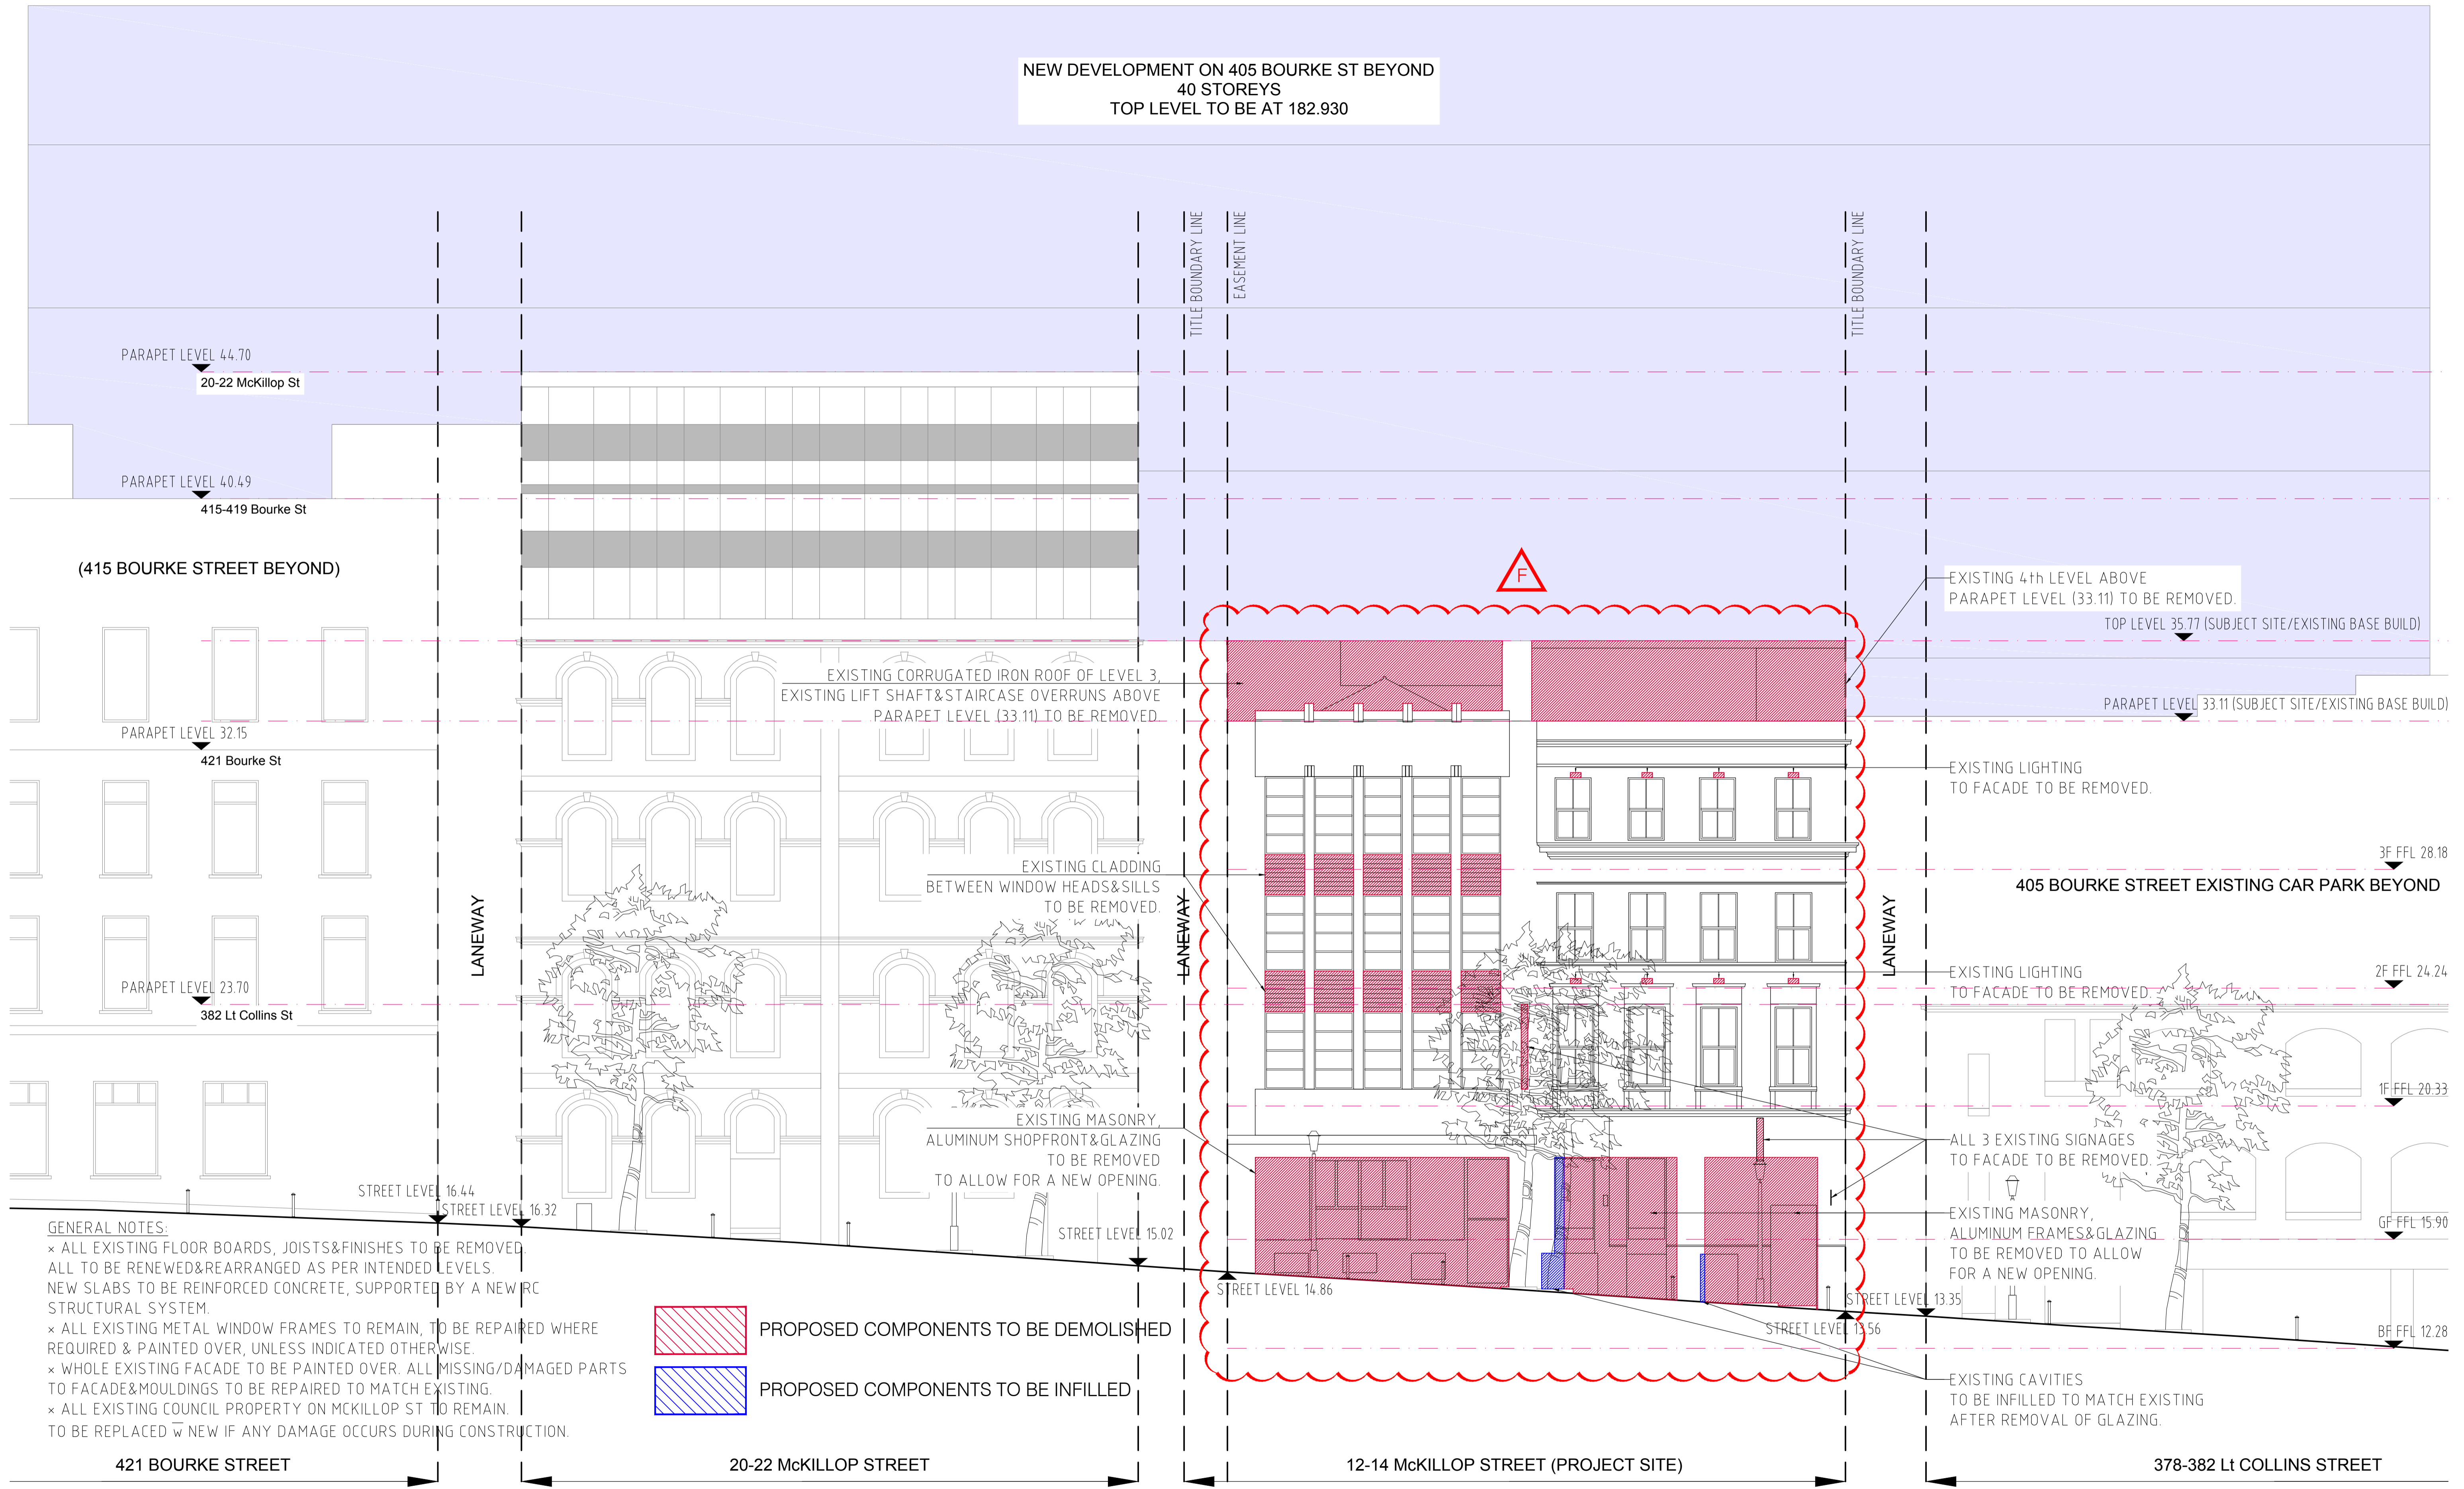 NEW DEVELOPMENT ON 405 BOURKE ST BEYOND
40 STOREYS
TOP LEVEL TO BE AT 182.930
TITLE BOUNDARY LINE
EASEMENT LINE
TITLE BOUNDARY LINE
PARAPET LEVEL 44.70
20-22 McKillop St
PARAPET LEVEL 40.49
415-419 Bourke St
(415 BOURKE STREET BEYOND)
F
EXISTING 4th LEVEL ABOVE
PARAPET LEVEL (33.11) TO BE REMOVED.
TOP LEVEL 35.77 (SUBJECT SITE/EXISTING BASE BUILD)
EXISTING CORRUGATED IRON ROOF OF LEVEL 3,
EXISTING LIFT SHAFT&STAIRCASE OVERRUNS ABOVE
PARAPET LEVEL (33.11) TO BE REMOVED.
PARAPET LEVEL 33.11 (SUBJECT SITE/EXISTING BASE BUILD)
PARAPET LEVEL 32.15
421 Bourke St
EXISTING LIGHTING
TO FACADE TO BE REMOVED.
3F FFL 28.18
EXISTING CLADDING
BETWEEN WINDOW HEADS&SILLS
TO BE REMOVED.
405 BOURKE STREET EXISTING CAR PARK BEYOND
LANEWAY
LANEWAY
LANEWAY
EXISTING LIGHTING
TO FACADE TO BE REMOVED.
2F FFL 24.24
PARAPET LEVEL 23.70
382 Lt Collins St
1F FFL 20.33
EXISTING MASONRY,
ALUMINUM SHOPFRONT&GLAZING
TO BE REMOVED
TO ALLOW FOR A NEW OPENING.
ALL 3 EXISTING SIGNAGES
TO FACADE TO BE REMOVED.
STREET LEVEL 16.44
STREET LEVEL 16.32
STREET LEVEL 15.02
EXISTING MASONRY,
ALUMINUM FRAMES&GLAZING
TO BE REMOVED TO ALLOW
FOR A NEW OPENING.
GF FFL 15.90
GENERAL NOTES:
× ALL EXISTING FLOOR BOARDS, JOISTS&FINISHES TO BE REMOVED.
ALL TO BE RENEWED&REARRANGED AS PER INTENDED LEVELS.
NEW SLABS TO BE REINFORCED CONCRETE, SUPPORTED BY A NEW RC
STRUCTURAL SYSTEM.
× ALL EXISTING METAL WINDOW FRAMES TO REMAIN, TO BE REPAIRED WHERE
REQUIRED & PAINTED OVER, UNLESS INDICATED OTHERWISE.
× WHOLE EXISTING FACADE TO BE PAINTED OVER. ALL MISSING/DAMAGED PARTS
TO FACADE&MOULDINGS TO BE REPAIRED TO MATCH EXISTING.
× ALL EXISTING COUNCIL PROPERTY ON MCKILLOP ST TO REMAIN.
TO BE REPLACED w̅ NEW IF ANY DAMAGE OCCURS DURING CONSTRUCTION.
PROPOSED COMPONENTS TO BE DEMOLISHED
PROPOSED COMPONENTS TO BE INFILLED
STREET LEVEL 14.86
STREET LEVEL 13.56
STREET LEVEL 13.35
BF FFL 12.28
EXISTING CAVITIES
TO BE INFILLED TO MATCH EXISTING
AFTER REMOVAL OF GLAZING.
421 BOURKE STREET
20-22 McKILLOP STREET
12-14 McKILLOP STREET (PROJECT SITE)
378-382 Lt COLLINS STREET